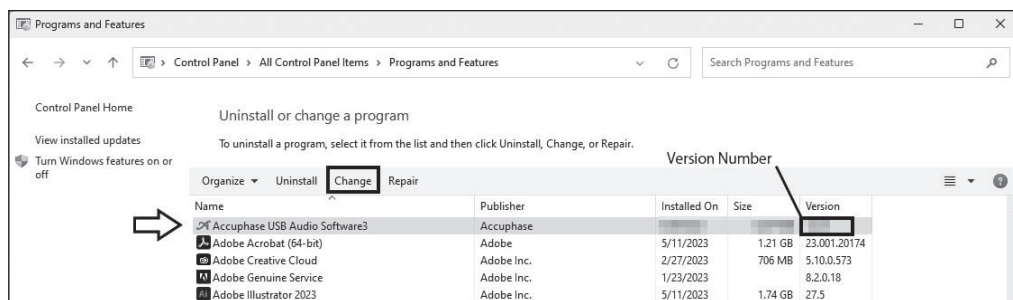 Programs and Features
Control Panel > All Control Panel Items > Programs and Features
Search Programs and Features
Control Panel Home
View installed updates
Turn Windows features on or
off
Uninstall or change a program
To uninstall a program, select it from the list and then click Uninstall, Change, or Repair.
Version Number
Organize Uninstall Change Repair
Name Publisher Installed On Size Version
Accuphase USB Audio Software3 Accuphase
Adobe Acrobat (64-bit) Adobe 5/11/2023 1.21 GB 23.001.20174
Adobe Creative Cloud Adobe Inc. 2/27/2023 706 MB 5.10.0.573
Adobe Genuine Service Adobe Inc. 1/23/2023 8.2.0.18
Ai Adobe Illustrator 2023 Adobe Inc. 5/11/2023 1.74 GB 27.5